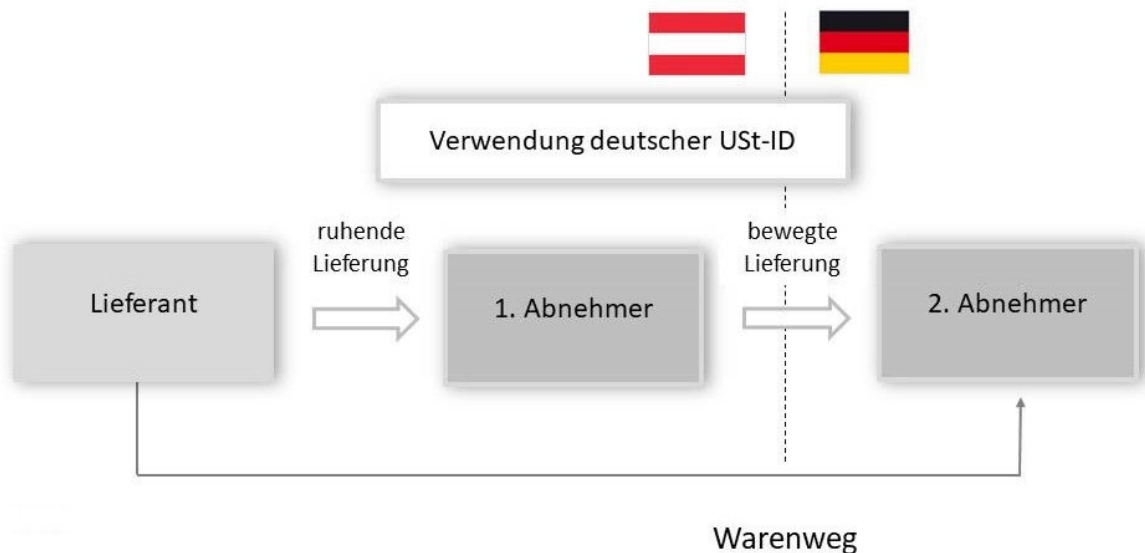 Verwendung deutscher USt-ID
ruhende
Lieferung
bewegte
Lieferung
Lieferant
1. Abnehmer
2. Abnehmer
Warenweg